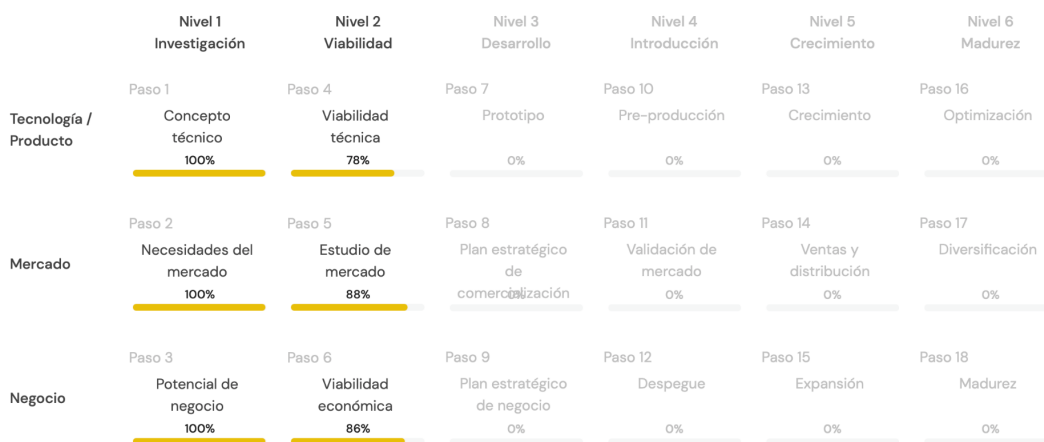 Nivel 1 Nivel 2 Nivel 3 Nivel 4 Nivel 5 Nivel 6
Investigación Viabilidad Desarrollo Introducción Crecimiento Madurez
Tecnología /
Producto
Paso 1
Concepto
técnico
100%
Paso 4
Viabilidad
técnica
78%
Paso 7
Prototipo
0%
Paso 10
Pre-producción
0%
Paso 13
Crecimiento
0%
Paso 16
Optimización
0%
Mercado
Paso 2
Necesidades del
mercado
100%
Paso 5
Estudio de
mercado
88%
Paso 8
Plan estratégico
de
comercialización
0%
Paso 11
Validación de
mercado
0%
Paso 14
Ventas y
distribución
0%
Paso 17
Diversificación
0%
Negocio
Paso 3
Potencial de
negocio
100%
Paso 6
Viabilidad
económica
86%
Paso 9
Plan estratégico
de negocio
0%
Paso 12
Despegue
0%
Paso 15
Expansión
0%
Paso 18
Madurez
0%